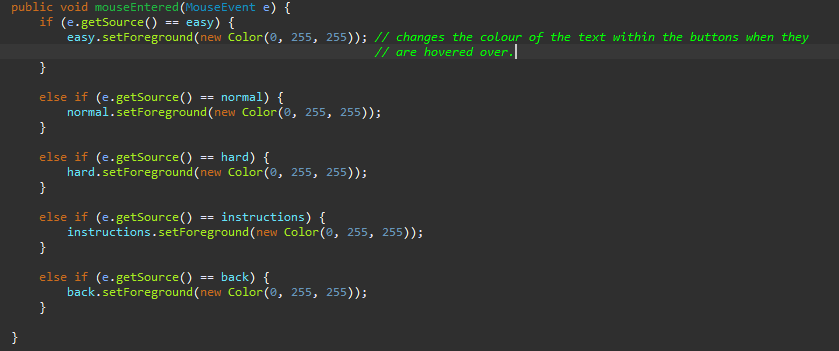 public void mouseEntered(MouseEvent e) {
    if (e.getSource() == easy) {
        easy.setForeground(new Color(0, 255, 255)); // changes the colour of the text within the buttons when they
                                                    // are hovered over.
    }

    else if (e.getSource() == normal) {
        normal.setForeground(new Color(0, 255, 255));
    }

    else if (e.getSource() == hard) {
        hard.setForeground(new Color(0, 255, 255));
    }

    else if (e.getSource() == instructions) {
        instructions.setForeground(new Color(0, 255, 255));
    }

    else if (e.getSource() == back) {
        back.setForeground(new Color(0, 255, 255));
    }

}